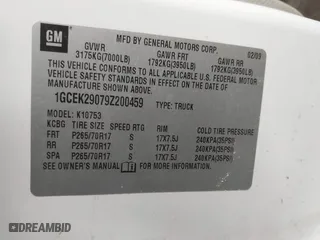 GM
MFD BY GENERAL MOTORS CORP. 02/09
GVWR GAWR FRT GAWR RR
3175KG(7000LB) 1792KG(3950LB) 1792KG(3950LB)
THIS VEHICLE CONFORMS TO ALL APPLICABLE U.S. FEDERAL
MOTOR VEHICLE SAFETY STANDARDS IN EFFECT ON THE DATE OF
MANUFACTURE SHOWN ABOVE.
1GCEK29079Z200459 TYPE: TRUCK
MODEL: K10753
KCBG TIRE SIZE SPEED RTG RIM COLD TIRE PRESSURE
FRT P265/70R17 S 17X7.5J 240KPA(35PSI)
RR P265/70R17 S 17X7.5J 240KPA(35PSI)
SPA P265/70R17 S 17X7.5J 240KPA(35PSI)
SEE OWNER'S MANUAL
DREAMBID.COM